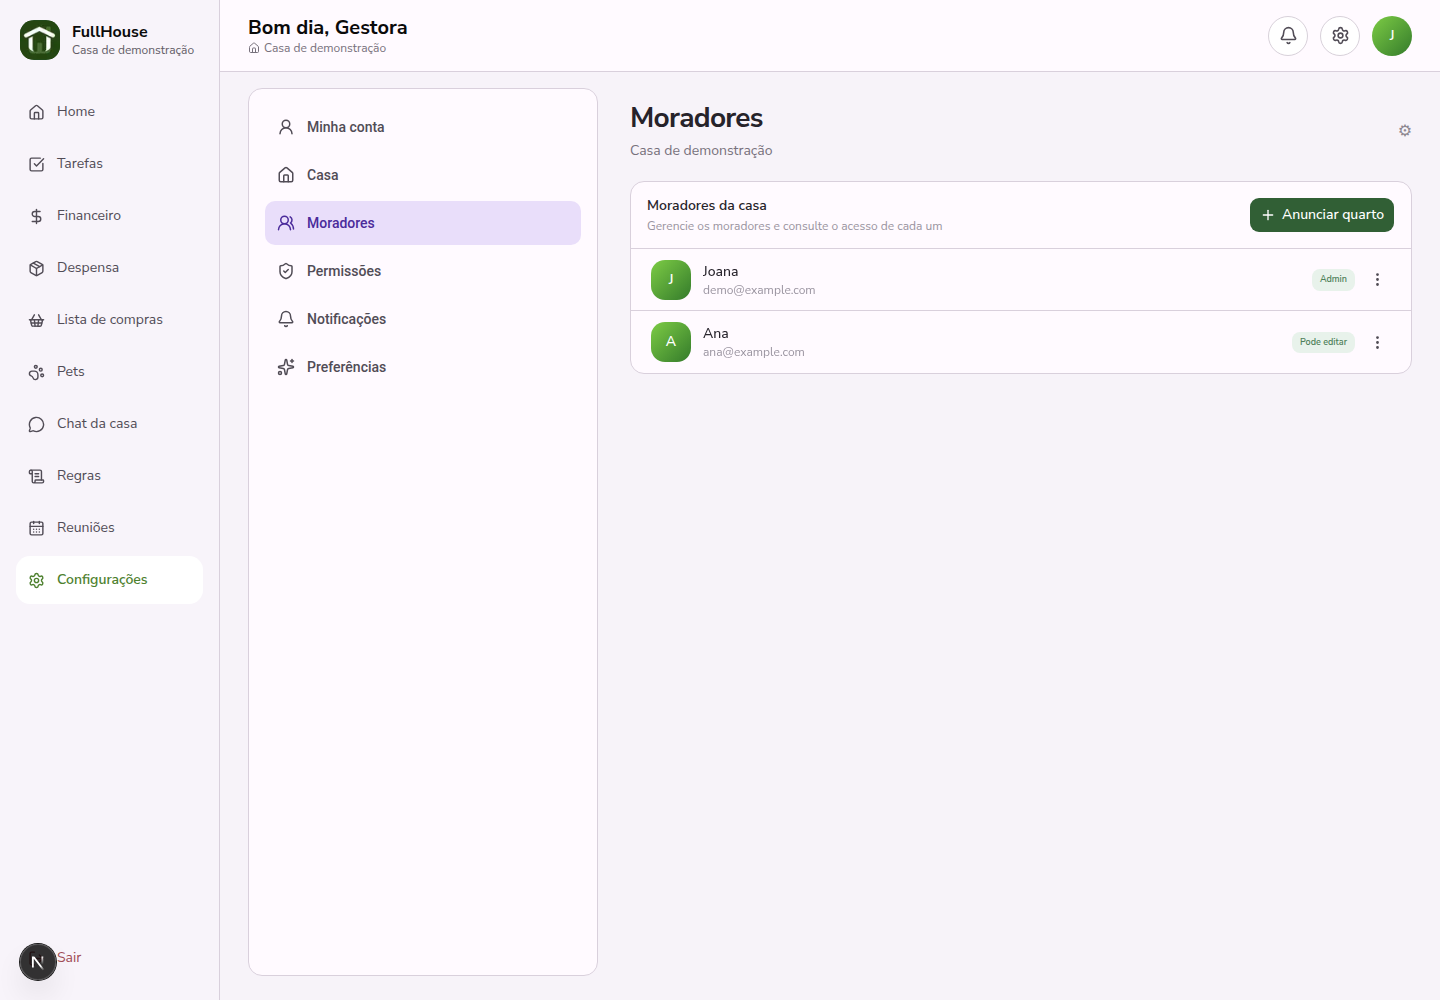 FullHouse
Casa de demonstração
Home
Tarefas
Financeiro
Despensa
Lista de compras
Pets
Chat da casa
Regras
Reuniões
Configurações
Sair
N
Bom dia, Gestora
Casa de demonstração
J
Minha conta
Casa
Moradores
Permissões
Notificações
Preferências
Moradores
Casa de demonstração
Moradores da casa
Gerencie os moradores e consulte o acesso de cada um
Anunciar quarto
J
Joana
demo@example.com
Admin
A
Ana
ana@example.com
Pode editar